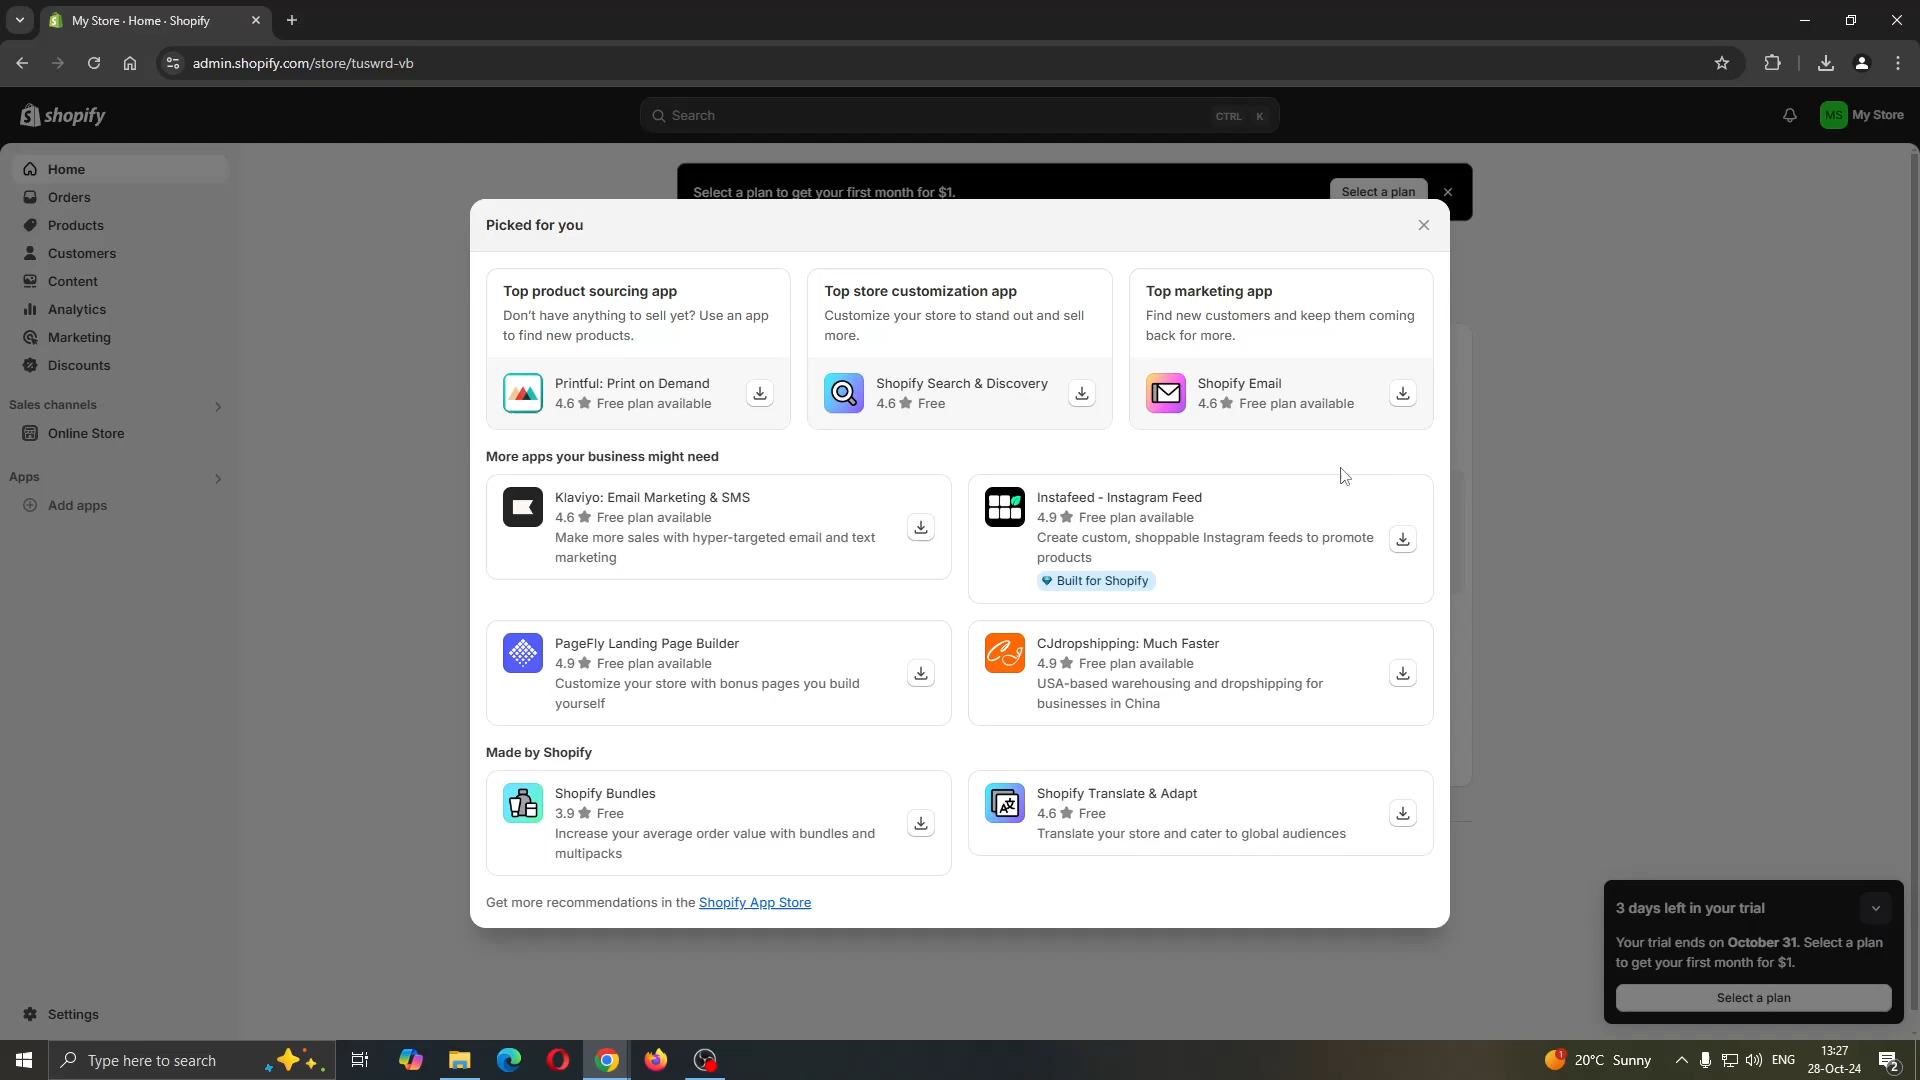 My Store · Home · Shopify
admin.shopify.com/store/tuswrd-vb
shopify
Search
CTRL K
MS
My Store
Home
Orders
Products
Customers
Content
Analytics
Marketing
Discounts
Sales channels
Online Store
Apps
Add apps
Settings
Select a plan to get your first month for $1.
Select a plan
Picked for you
Top product sourcing app
Don't have anything to sell yet? Use an app
to find new products.
Printful: Print on Demand
4.6 ★ Free plan available
Top store customization app
Customize your store to stand out and sell
more.
Shopify Search & Discovery
4.6 ★ Free
Top marketing app
Find new customers and keep them coming
back for more.
Shopify Email
4.6 ★ Free plan available
More apps your business might need
Klaviyo: Email Marketing & SMS
4.6 ★ Free plan available
Make more sales with hyper-targeted email and text
marketing
Instafeed - Instagram Feed
4.9 ★ Free plan available
Create custom, shoppable Instagram feeds to promote
products
Built for Shopify
PageFly Landing Page Builder
4.9 ★ Free plan available
Customize your store with bonus pages you build
yourself
CJdropshipping: Much Faster
4.9 ★ Free plan available
USA-based warehousing and dropshipping for
businesses in China
Made by Shopify
Shopify Bundles
3.9 ★ Free
Increase your average order value with bundles and
multipacks
Shopify Translate & Adapt
4.6 ★ Free
Translate your store and cater to global audiences
Get more recommendations in the Shopify App Store
3 days left in your trial
Your trial ends on October 31. Select a plan
to get your first month for $1.
Select a plan
Type here to search
1
20°C Sunny
ENG
13:27
28-Oct-24
2